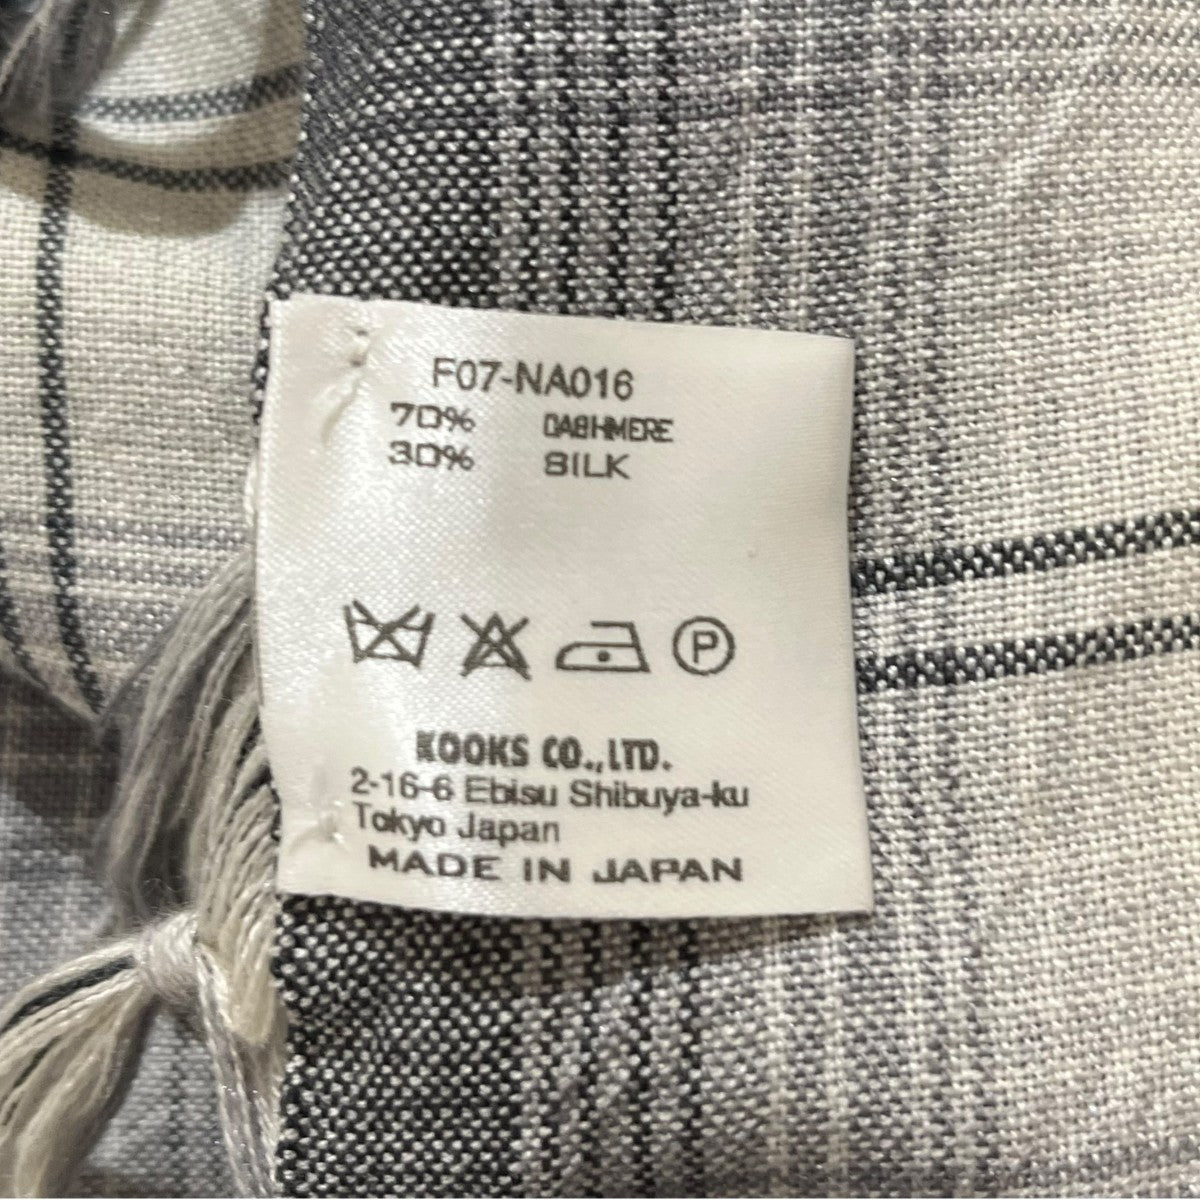 F07-NA016
70% CASHMERE
30% SILK
P
KOOKS CO.,LTD.
2-16-6 Ebisu Shibuya-ku
Tokyo Japan
MADE IN JAPAN